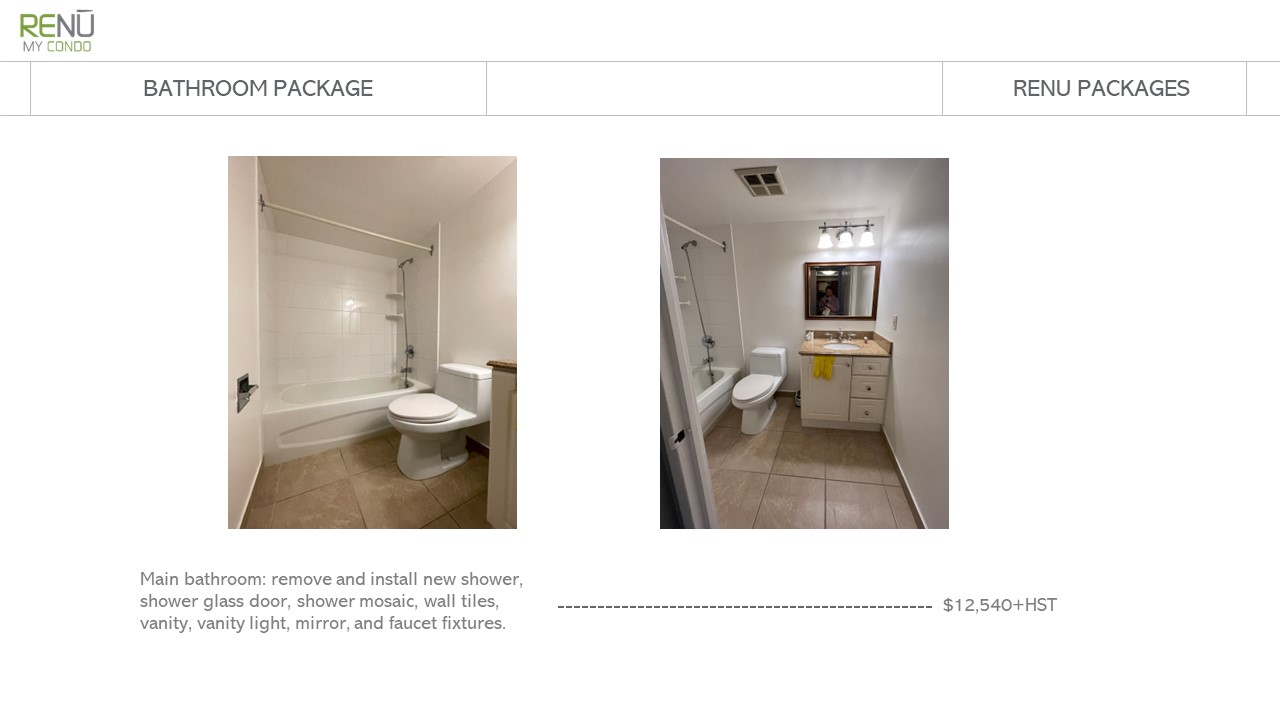 RENŪ
MY CONDO
BATHROOM PACKAGE
RENU PACKAGES
Main bathroom: remove and install new shower,
shower glass door, shower mosaic, wall tiles,
vanity, vanity light, mirror, and faucet fixtures.
$12,540+HST